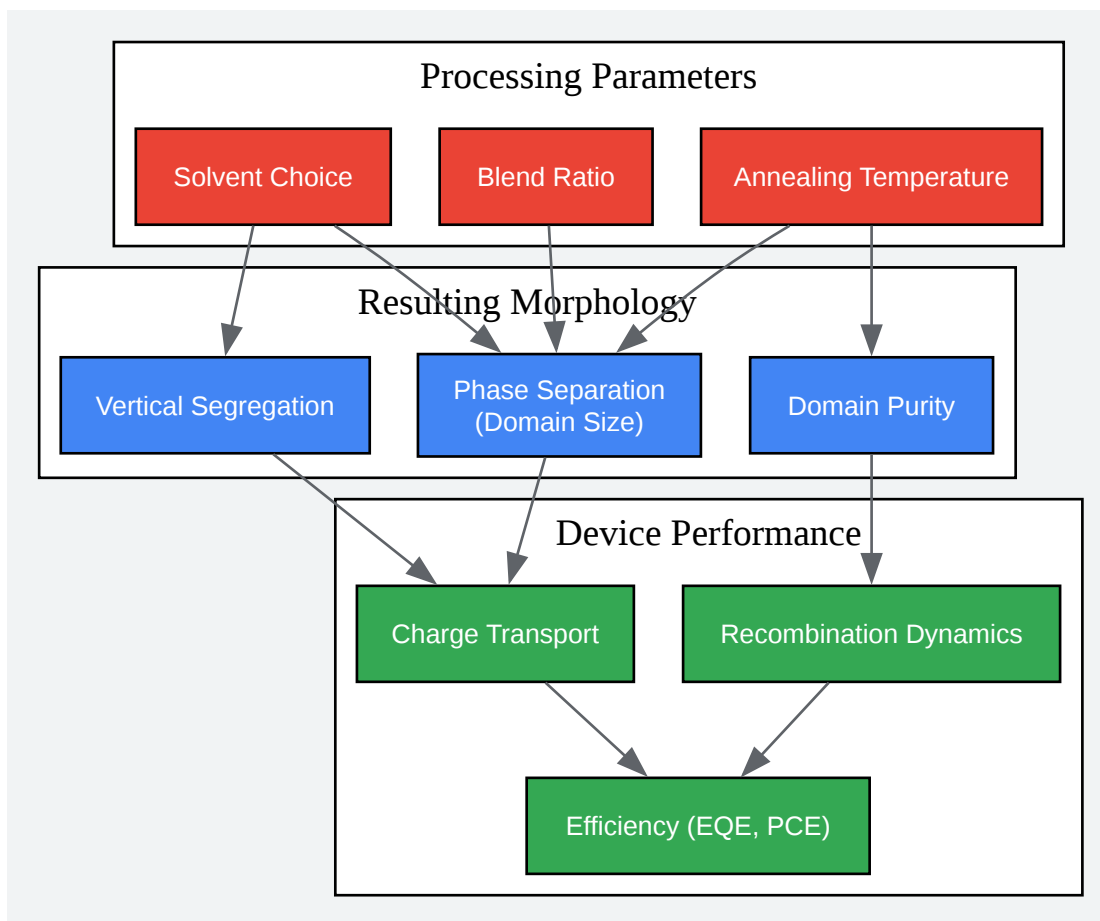 Processing Parameters
Solvent Choice
Blend Ratio
Annealing Temperature
Resulting Morphology
Vertical Segregation
Phase Separation
(Domain Size)
Domain Purity
Device Performance
Charge Transport
Recombination Dynamics
Efficiency (EQE, PCE)